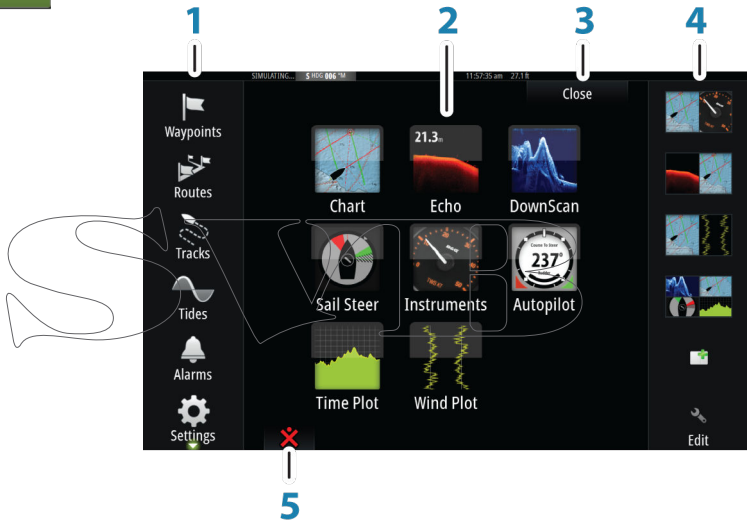 1
2
3
4
SIMULATING... S HDG 006 °M
11:57:35 am 27.1 ft
Close
Waypoints
Routes
Tracks
Tides
Alarms
Settings
21.3m
Chart
Echo
DownScan
237°
Sail Steer
Instruments
Autopilot
Time Plot
Wind Plot
Edit
5
SVB